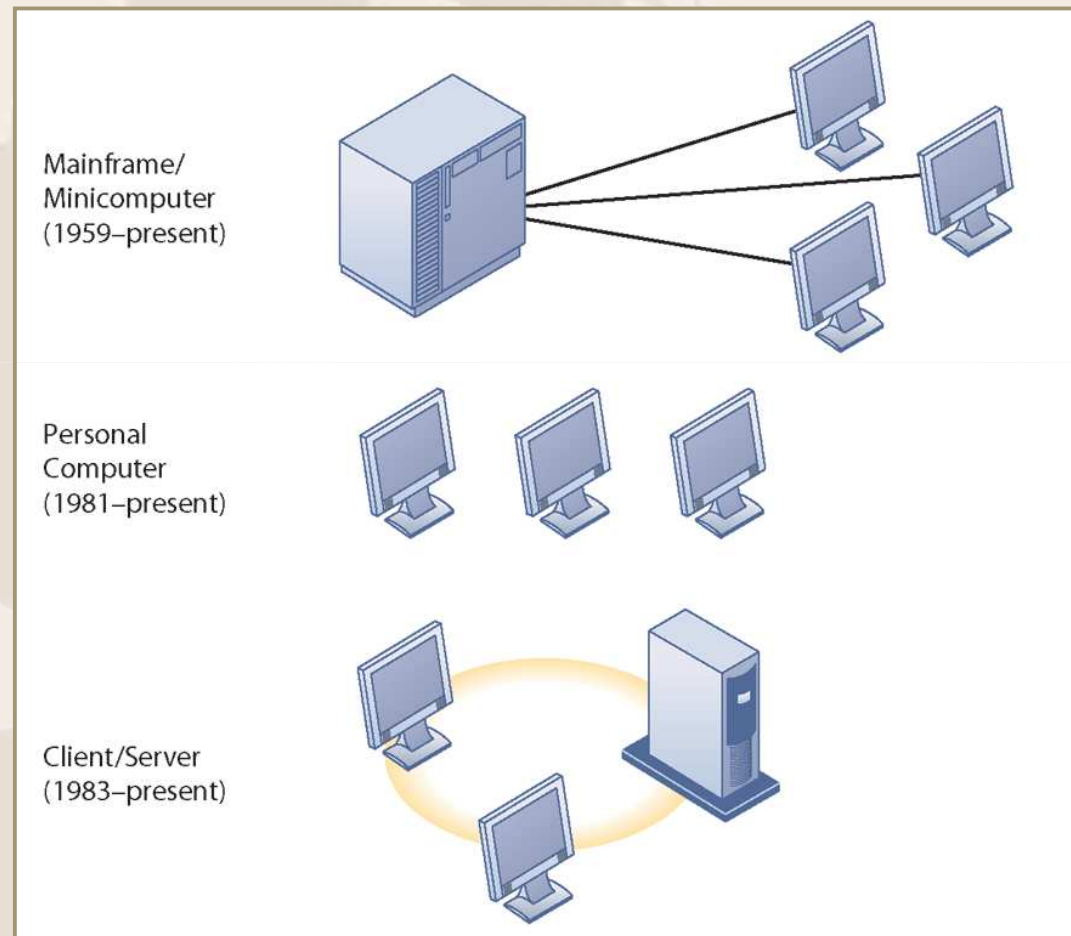 Mainframe/
Minicomputer
(1959–present)
Personal
Computer
(1981–present)
Client/Server
(1983–present)